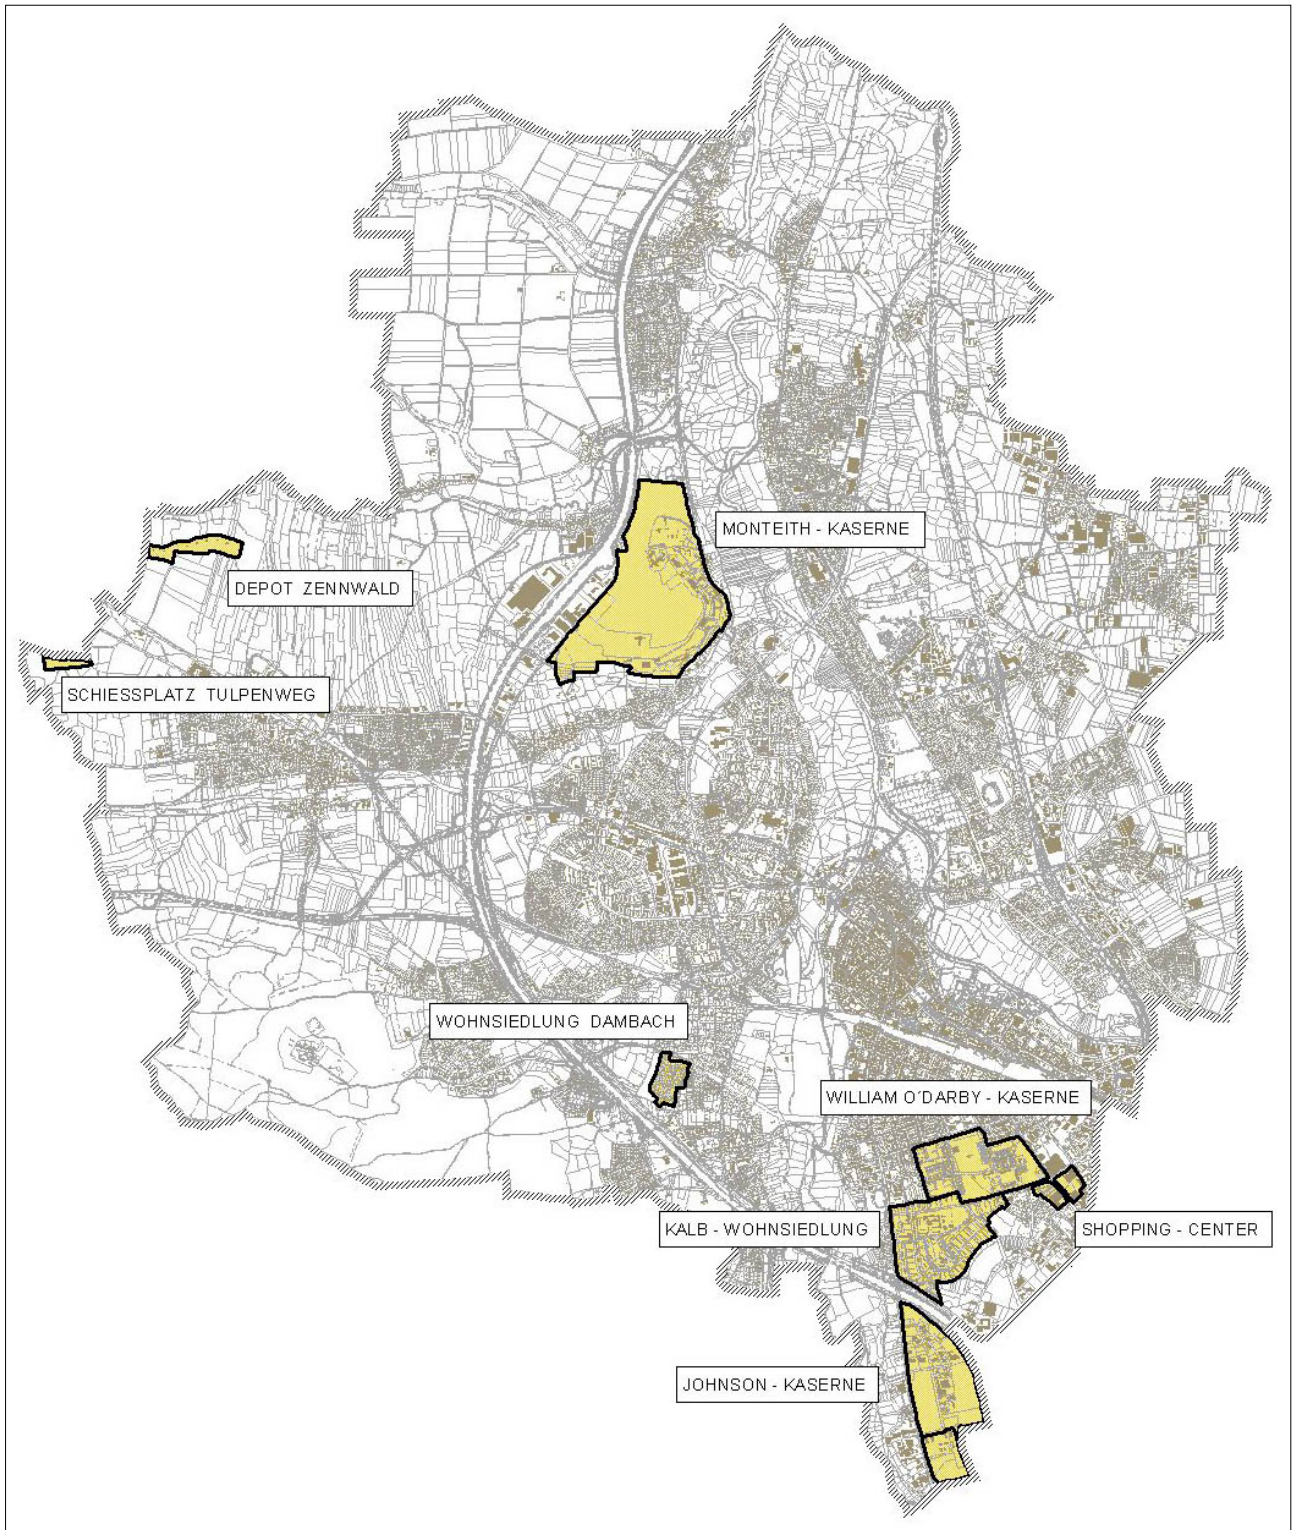 MONTEITH - KASERNE
DEPOT ZENNWALD
SCHIESSPLATZ TULPENWEG
WOHNSIEDLUNG DAMBACH
WILLIAM O'DARBY - KASERNE
KALB - WOHNSIEDLUNG
SHOPPING - CENTER
JOHNSON - KASERNE